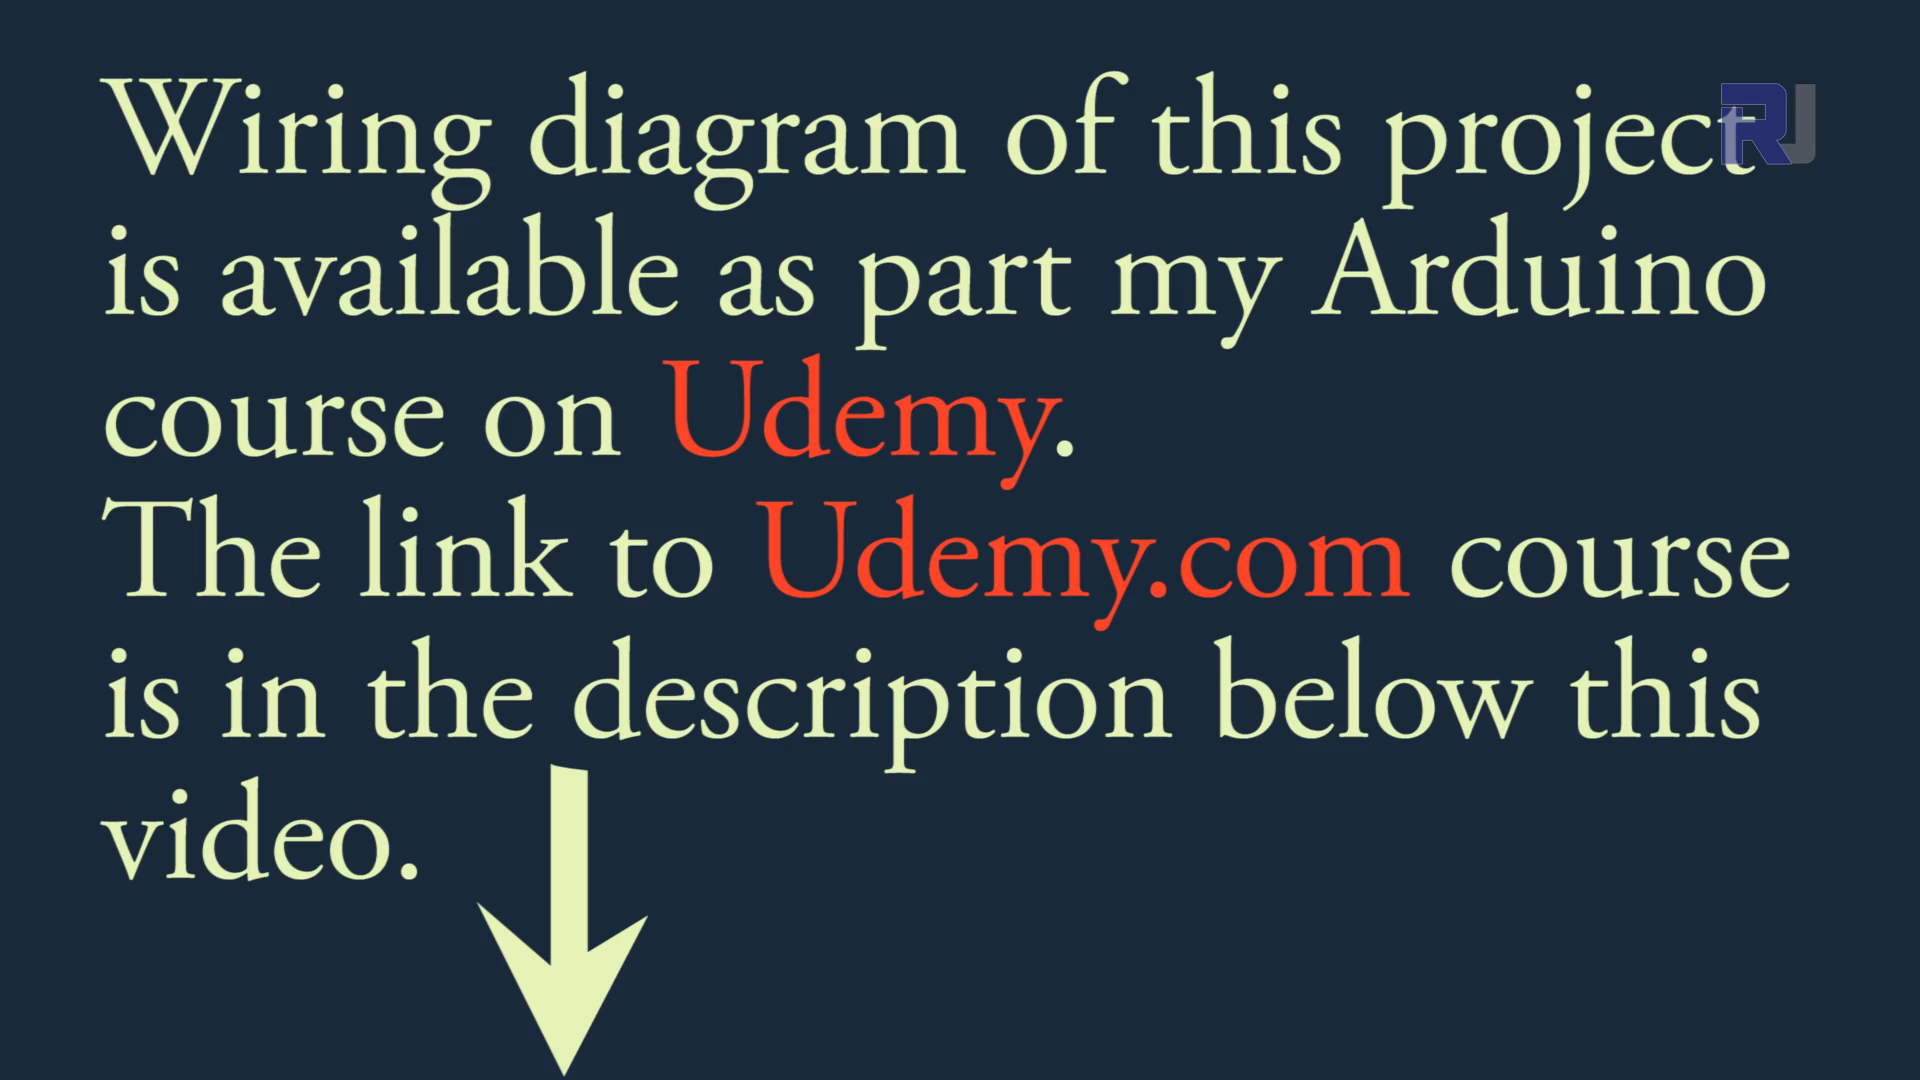 Wiring diagram of this project
is available as part my Arduino
course on Udemy.
The link to Udemy.com course
is in the description below this
video.
RJ